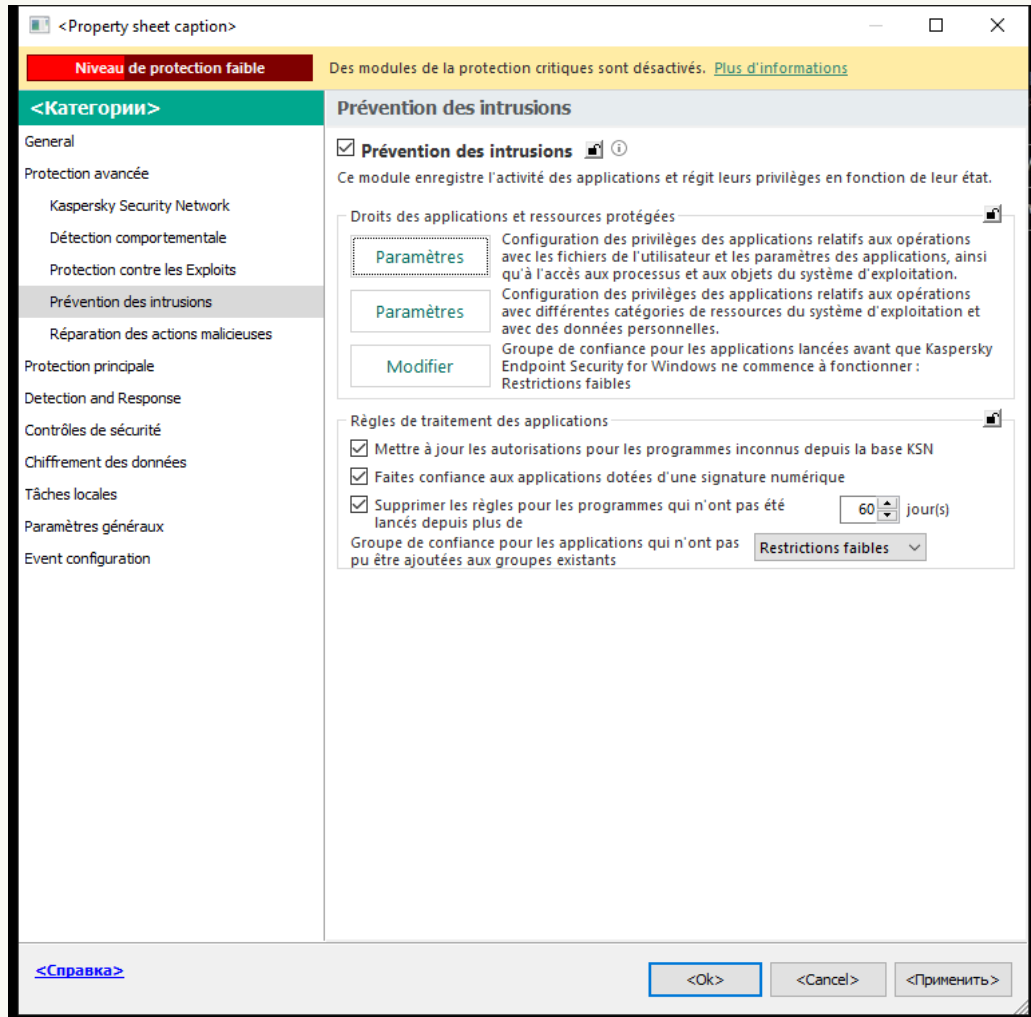 <Property sheet caption>
Niveau de protection faible
Des modules de la protection critiques sont désactivés. Plus d'informations
<Категории>
Prévention des intrusions
General
Protection avancée
Kaspersky Security Network
Détection comportementale
Protection contre les Exploits
Prévention des intrusions
Réparation des actions malicieuses
Protection principale
Detection and Response
Contrôles de sécurité
Chiffrement des données
Tâches locales
Paramètres généraux
Event configuration
Prévention des intrusions
Ce module enregistre l'activité des applications et régit leurs privilèges en fonction de leur état.
Droits des applications et ressources protégées
Paramètres
Configuration des privilèges des applications relatifs aux opérations
avec les fichiers de l'utilisateur et les paramètres des applications, ainsi
qu'à l'accès aux processus et aux objets du système d'exploitation.
Paramètres
Configuration des privilèges des applications relatifs aux opérations
avec différentes catégories de ressources du système d'exploitation et
avec des données personnelles.
Modifier
Groupe de confiance pour les applications lancées avant que Kaspersky
Endpoint Security for Windows ne commence à fonctionner :
Restrictions faibles
Règles de traitement des applications
Mettre à jour les autorisations pour les programmes inconnus depuis la base KSN
Faites confiance aux applications dotées d'une signature numérique
Supprimer les règles pour les programmes qui n'ont pas été
lancés depuis plus de
60 jour(s)
Groupe de confiance pour les applications qui n'ont pas
pu être ajoutées aux groupes existants
Restrictions faibles
<Справка>
<Ok>
<Cancel>
<Применить>